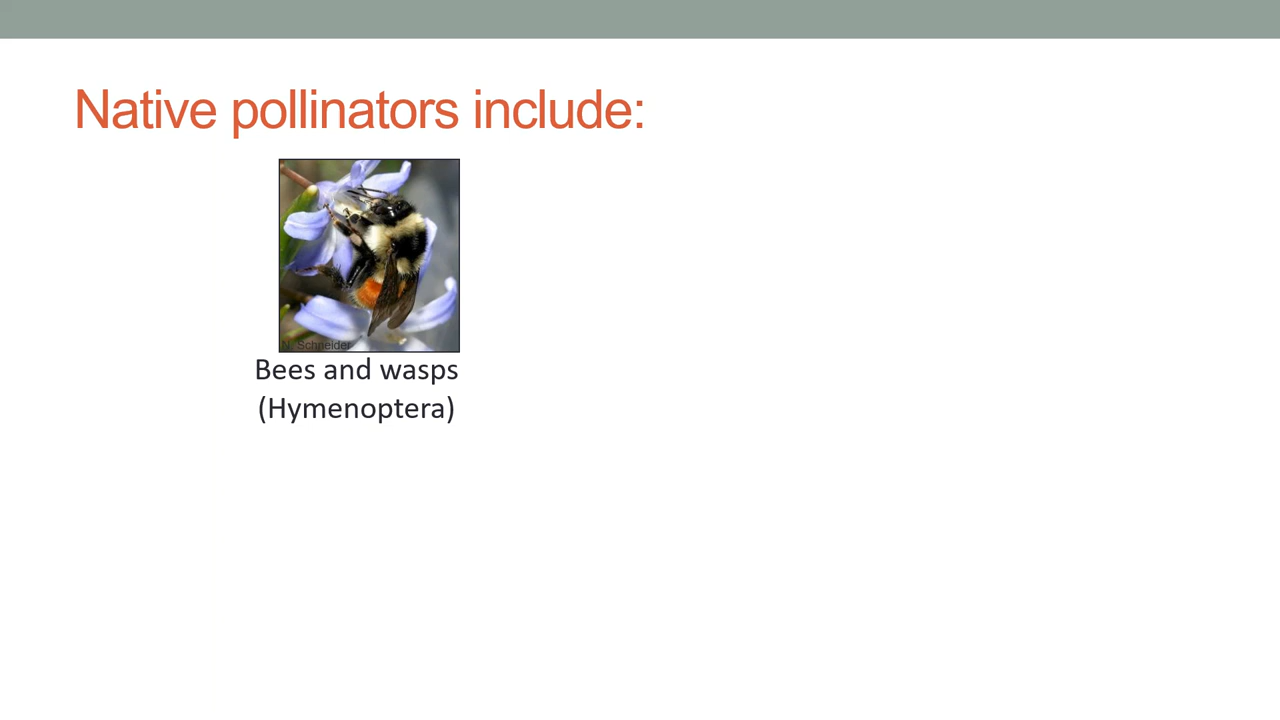 Native pollinators include:
N. Schneider
Bees and wasps
(Hymenoptera)